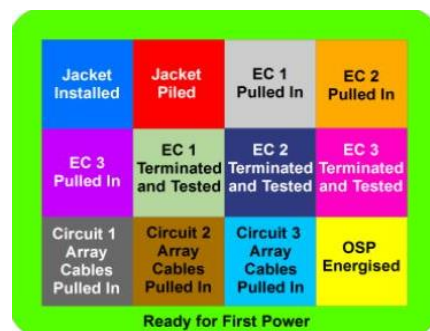 Jacket
Installed
Jacket
Piled
EC 1
Pulled In
EC 2
Pulled In
EC 3
Pulled In
EC 1
Terminated
and Tested
EC 2
Terminated
and Tested
EC 3
Terminated
and Tested
Circuit 1
Array
Cables
Pulled In
Circuit 2
Array
Cables
Pulled In
Circuit 3
Array
Cables
Pulled In
OSP
Energised
Ready for First Power